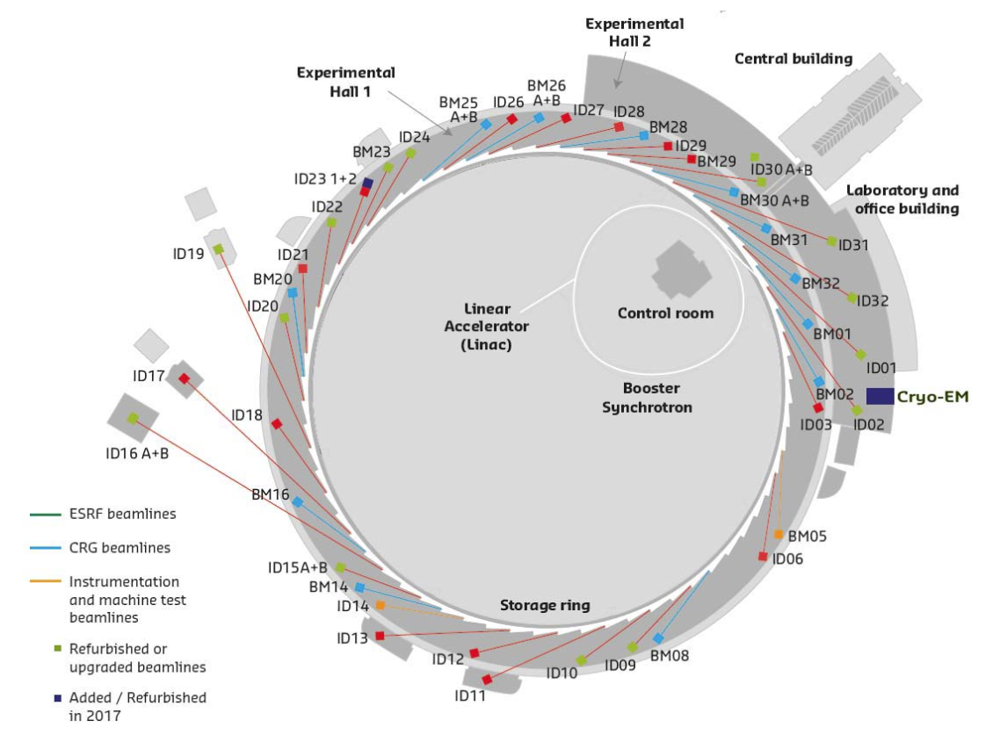 Experimental
Hall 2
Central building
Experimental
Hall 1
BM25
A+B
ID26
BM26
A+B
ID27
ID28
BM28
ID29
BM29
ID30 A+B
BM30 A+B
Laboratory and
office building
BM31
ID31
BM32
ID32
BM01
ID01
BM02
Cryo-EM
ID03
ID02
ID24
BM23
ID23 1+2
ID22
ID19
ID21
BM20
ID20
ID17
ID18
ID16 A+B
BM16
Linear
Accelerator
(Linac)
Control room
Booster
Synchrotron
Storage ring
BM05
ID06
ID15A+B
BM14
ID14
ID13
ID12
ID11
ID10
ID09
BM08
ESRF beamlines
CRG beamlines
Instrumentation
and machine test
beamlines
Refurbished or
upgraded beamlines
Added / Refurbished
in 2017